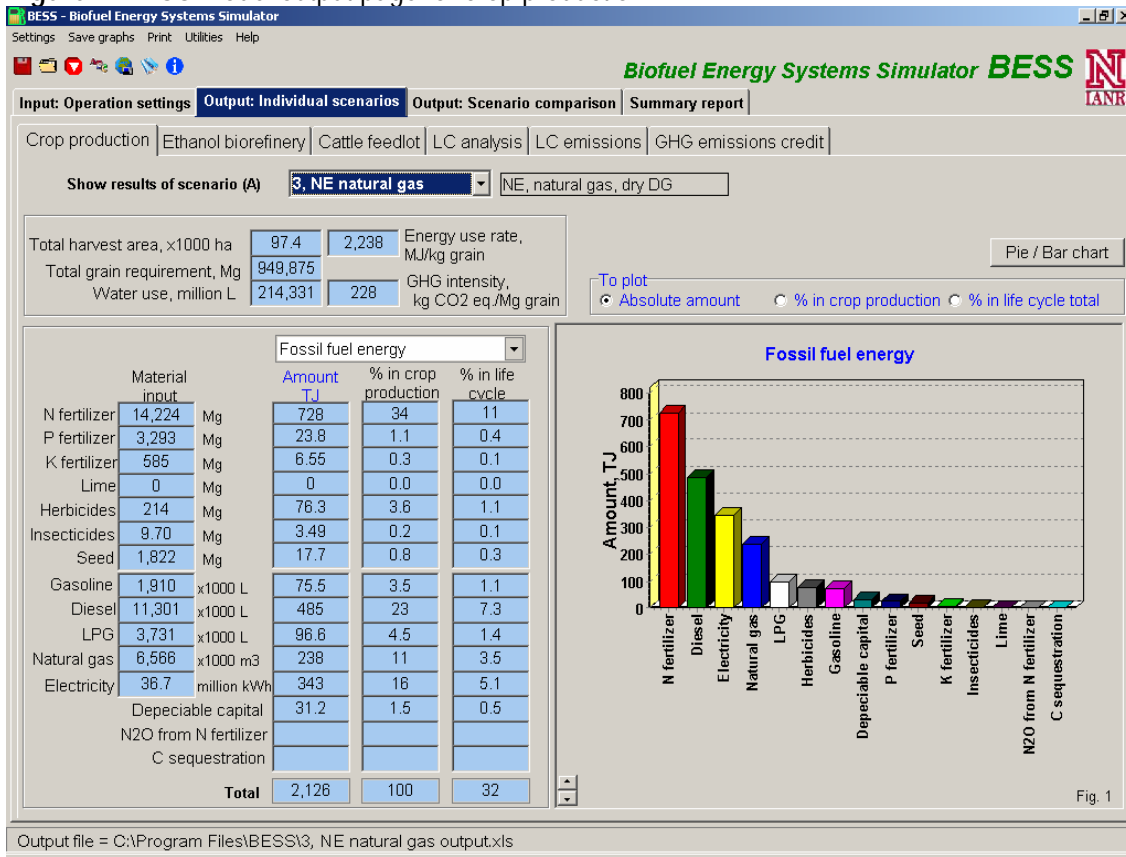 BESS - Biofuel Energy Systems Simulator
Settings Save graphs Print Utilities Help
Biofuel Energy Systems Simulator BESS
N
IANR
Input: Operation settings Output: Individual scenarios Output: Scenario comparison Summary report
Crop production Ethanol biorefinery Cattle feedlot LC analysis LC emissions GHG emissions credit
Show results of scenario (A) 3, NE natural gas NE, natural gas, dry DG
Total harvest area, x1000 ha 97.4 2,238 Energy use rate, MJ/kg grain
Total grain requirement, Mg 949,875
Water use, million L 214,331 228 GHG intensity, kg CO2 eq./Mg grain
Pie / Bar chart
To plot
Absolute amount % in crop production % in life cycle total
Fossil fuel energy
Material input Amount TJ % in crop production % in life cycle
N fertilizer 14,224 Mg 728 34 11
P fertilizer 3,293 Mg 23.8 1.1 0.4
K fertilizer 585 Mg 6.55 0.3 0.1
Lime 0 Mg 0 0.0 0.0
Herbicides 214 Mg 76.3 3.6 1.1
Insecticides 9.70 Mg 3.49 0.2 0.1
Seed 1,822 Mg 17.7 0.8 0.3
Gasoline 1,910 x1000 L 75.5 3.5 1.1
Diesel 11,301 x1000 L 485 23 7.3
LPG 3,731 x1000 L 96.6 4.5 1.4
Natural gas 6,566 x1000 m3 238 11 3.5
Electricity 36.7 million kWh 343 16 5.1
Depeciable capital 31.2 1.5 0.5
N2O from N fertilizer
C sequestration
Total 2,126 100 32
Fossil fuel energy
Amount, TJ
800
700
600
500
400
300
200
100
0
N fertilizer
Diesel
Electricity
Natural gas
LPG
Herbicides
Gasoline
Depeciable capital
P fertilizer
Seed
K fertilizer
Insecticides
Lime
N2O from N fertilizer
C sequestration
Fig. 1
Output file = C:\Program Files\BESS\3, NE natural gas output.xls